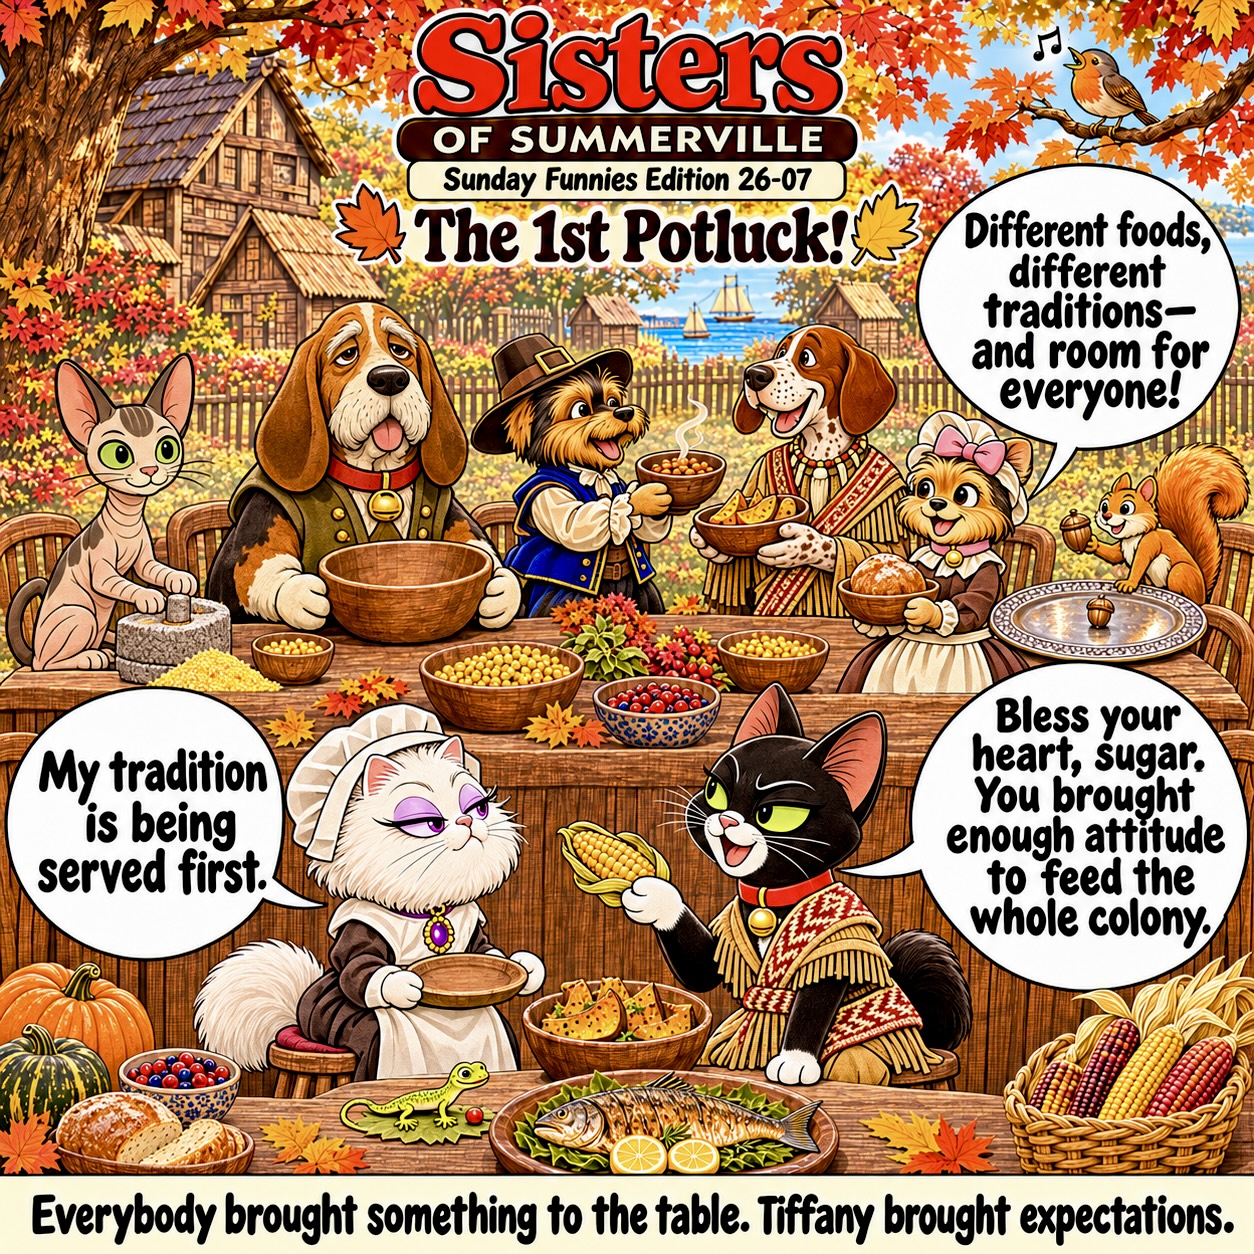 Sisters
OF SUMMERVILLE
Sunday Funnies Edition 26-07
The 1st Potluck!
Different foods,
different
traditions—
and room for
everyone!
My tradition
is being
served first.
Bless your
heart, sugar.
You brought
enough attitude
to feed the
whole colony.
Everybody brought something to the table. Tiffany brought expectations.